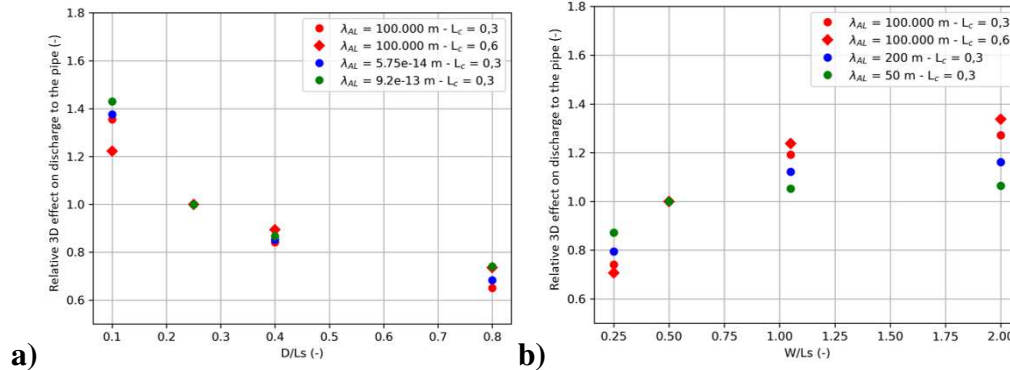 1.8
1.6
1.4
1.2
1.0
0.8
0.6
Relative 3D effect on discharge to the pipe (-)
λAL = 100.000 m - Lc = 0,3
λAL = 100.000 m - Lc = 0,6
λAL = 5.75e-14 m - Lc = 0,3
λAL = 9.2e-13 m - Lc = 0,3
0.1 0.2 0.3 0.4 0.5 0.6 0.7 0.8
D/Ls (-)
a)
1.8
1.6
1.4
1.2
1.0
0.8
0.6
Relative 3D effect on discharge to the pipe (-)
λAL = 100.000 m - Lc = 0,3
λAL = 100.000 m - Lc = 0,6
λAL = 200 m - Lc = 0,3
λAL = 50 m - Lc = 0,3
0.25 0.50 0.75 1.00 1.25 1.50 1.75 2.00
W/Ls (-)
b)